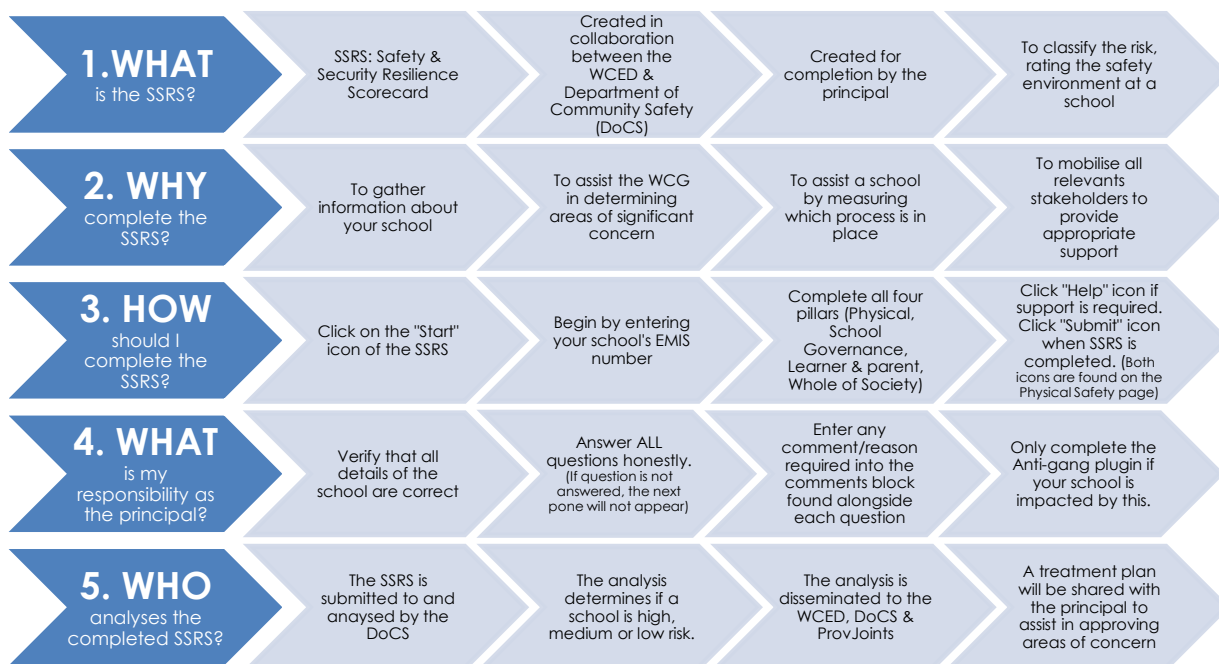 1.WHAT
is the SSRS?
SSRS: Safety &
Security Resilience
Scorecard
Created in
collaboration
between the
WCED &
Department of
Community Safety
(DoCS)
Created for
completion by the
principal
To classify the risk,
rating the safety
environment at a
school
2. WHY
complete the
SSRS?
To gather
information about
your school
To assist the WCG
in determining
areas of significant
concern
To assist a school
by measuring
which process is in
place
To mobilise all
relevants
stakeholders to
provide
appropriate
support
3. HOW
should I
complete the
SSRS?
Click on the "Start"
icon of the SSRS
Begin by entering
your school's EMIS
number
Complete all four
pillars (Physical,
School
Governance,
Learner & parent,
Whole of Society)
Click "Help" icon if
support is required.
Click "Submit" icon
when SSRS is
completed. (Both
icons are found on the
Physical Safety page)
4. WHAT
is my
responsibility as
the principal?
Verify that all
details of the
school are correct
Answer ALL
questions honestly.
(If question is not
answered, the next
pone will not appear)
Enter any
comment/reason
required into the
comments block
found alongside
each question
Only complete the
Anti-gang plugin if
your school is
impacted by this.
5. WHO
analyses the
completed SSRS?
The SSRS is
submitted to and
anaysed by the
DoCS
The analysis
determines if a
school is high,
medium or low risk.
The analysis is
disseminated to the
WCED, DoCS &
ProvJoints
A treatment plan
will be shared with
the principal to
assist in approving
areas of concern